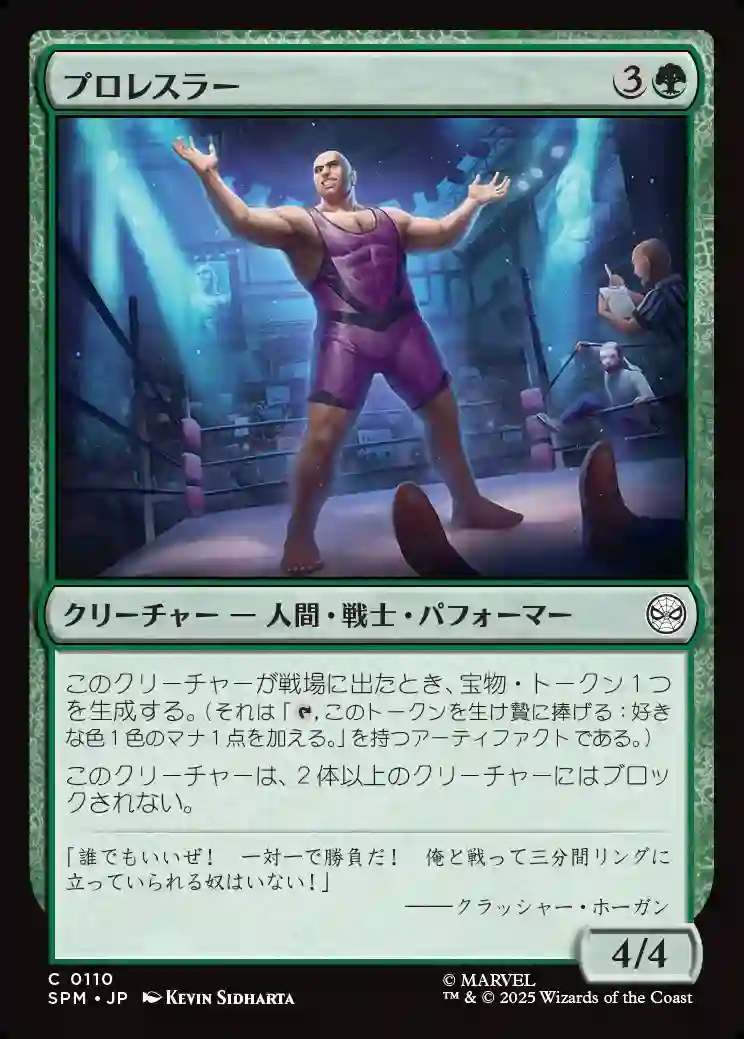 プロレスラー 3
クリーチャー — 人間・戦士・パフォーマー
このクリーチャーが戦場に出たとき、宝物・トークン１つ
を生成する。（それは「,このトークンを生け贄に捧げる：好き
な色１色のマナ１点を加える。」を持つアーティファクトである。）
このクリーチャーは、２体以上のクリーチャーにはブロッ
クされない。
「誰でもいいぜ！　一対一で勝負だ！　俺と戦って三分間リングに
立っていられる奴はいない！」
――クラッシャー・ホーガン
4/4
C 0110
SPM • JP Kevin Sidharta
© MARVEL
™ & © 2025 Wizards of the Coast